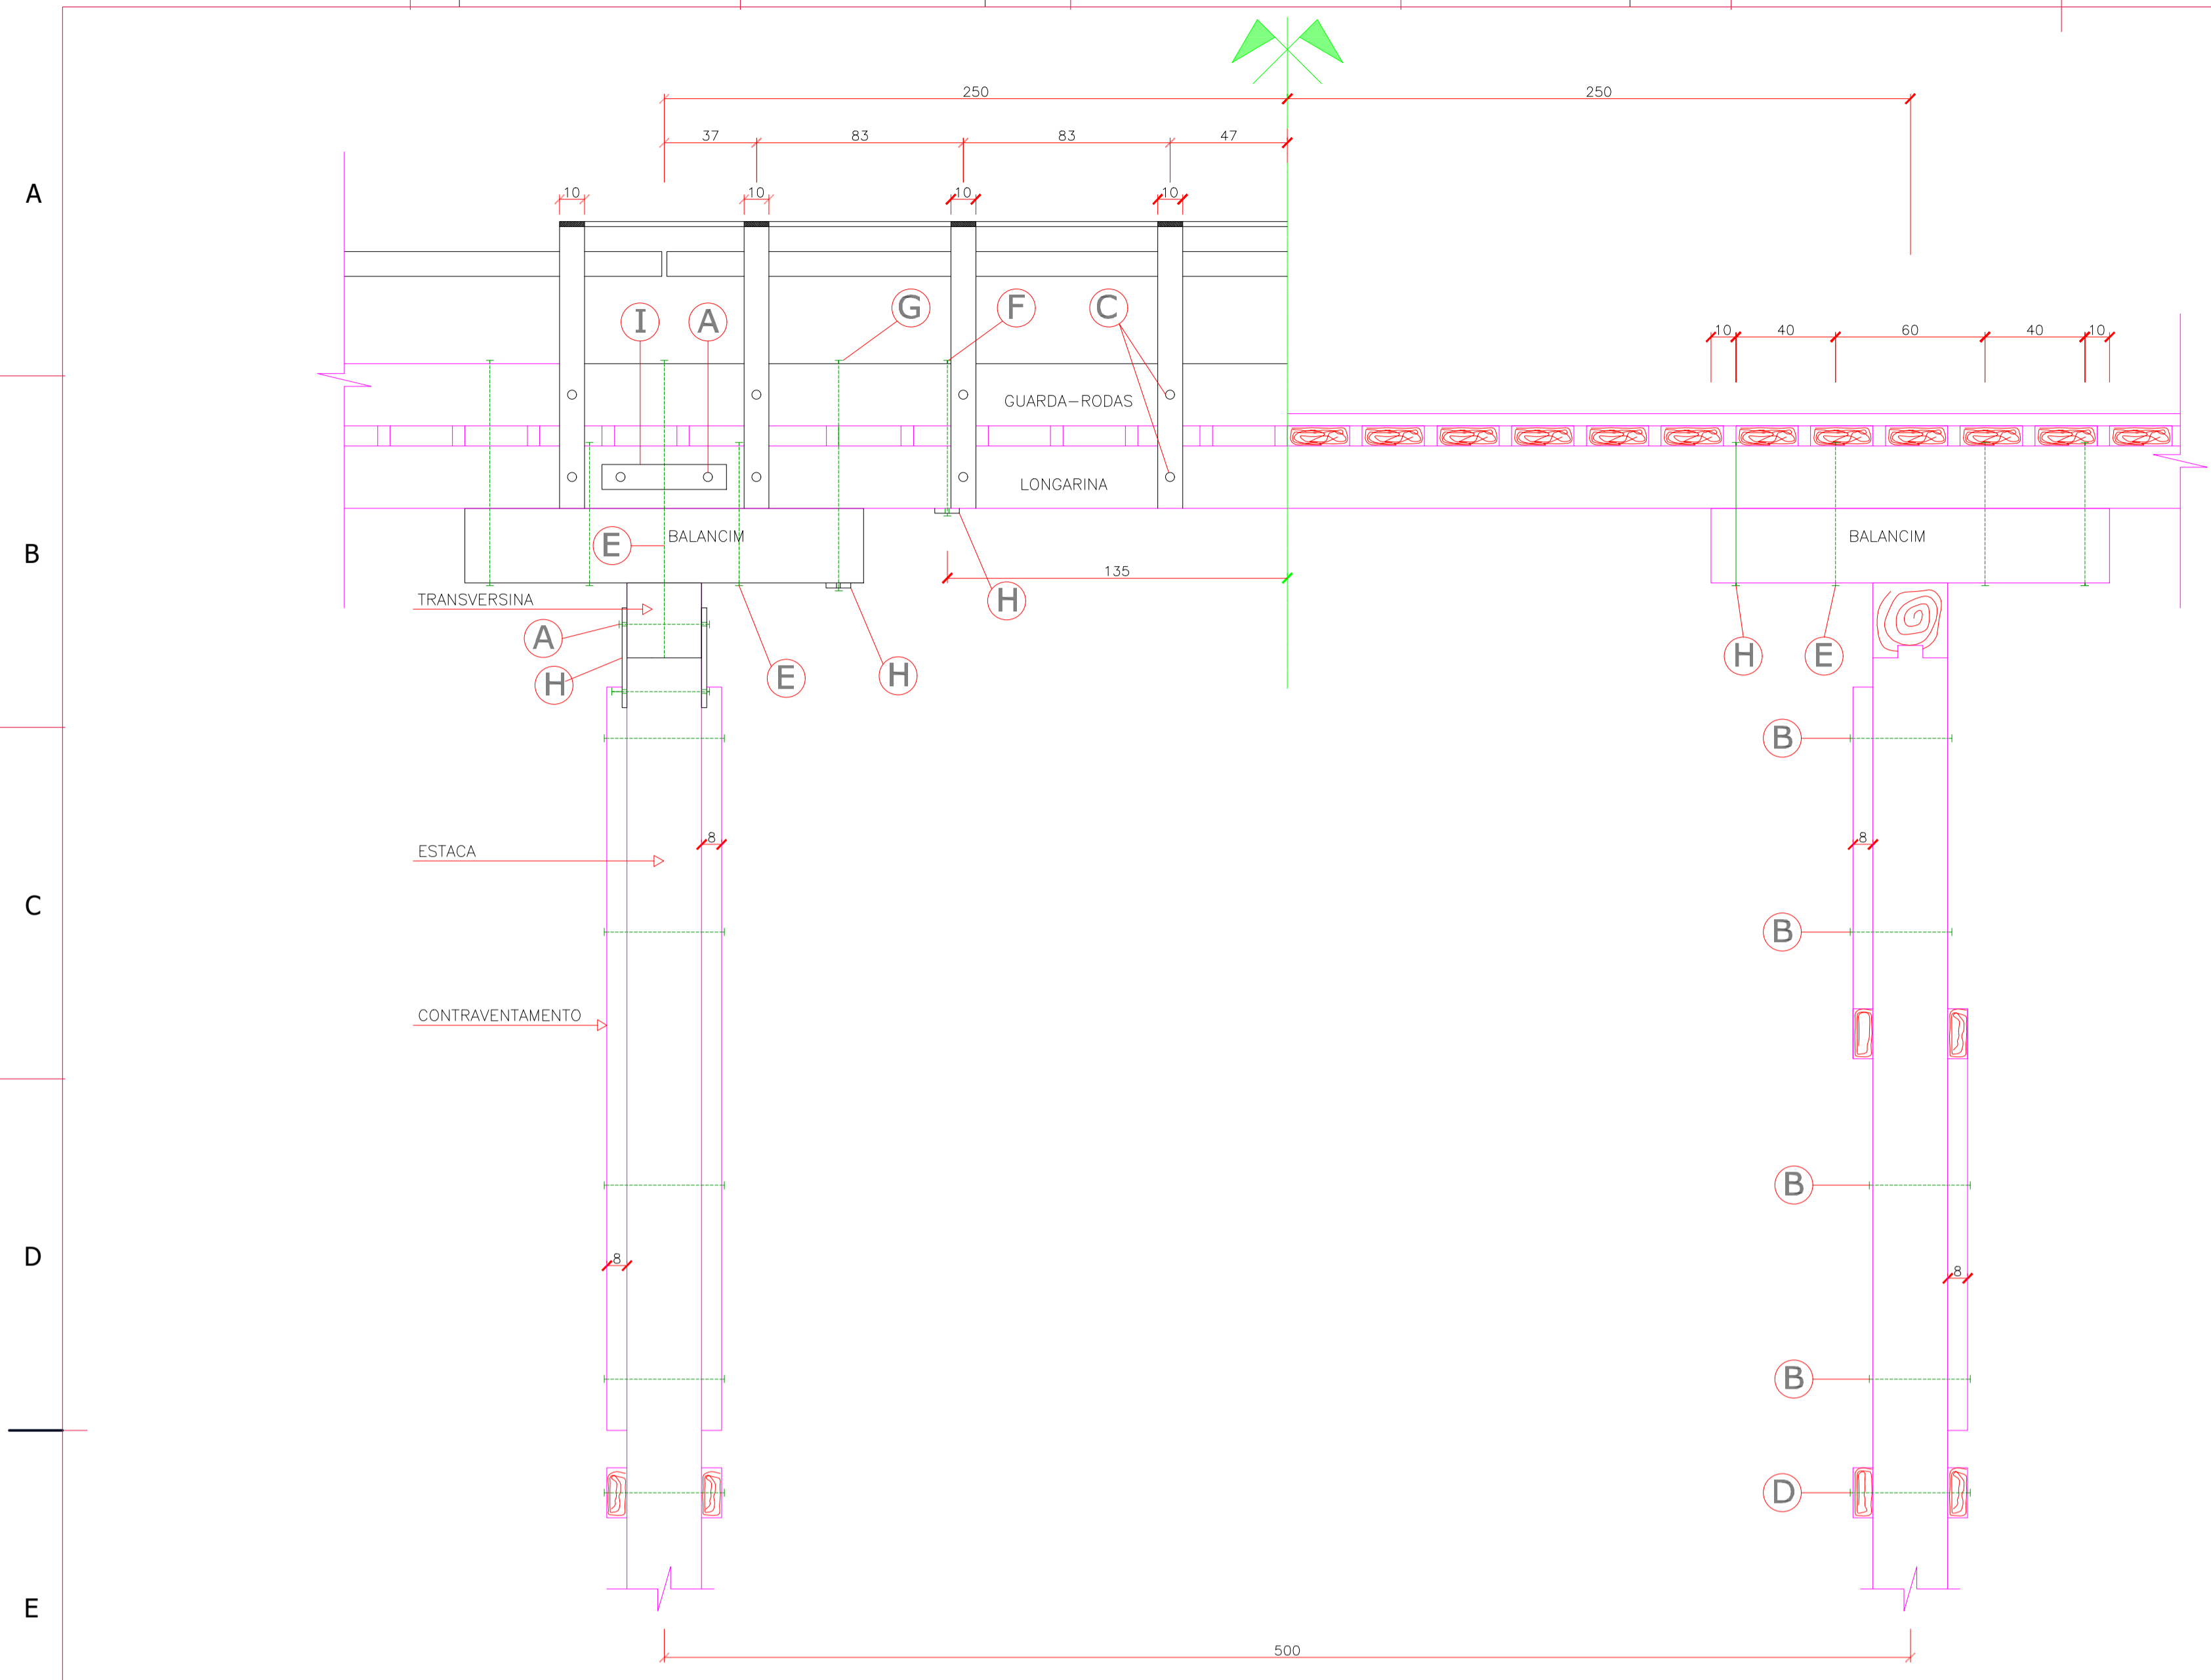 250 250
37 83 83 47
A
10 10 10 10
G F C
I A
10 40 60 40 10
GUARDA-RODAS
LONGARINA
BALANCIM BALANCIM
E
B
135
TRANSVERSINA
H
A
H E H H E
B
8 8
ESTACA
C
B
CONTRAVENTAMENTO
B
D
8 8
B
D
E
500